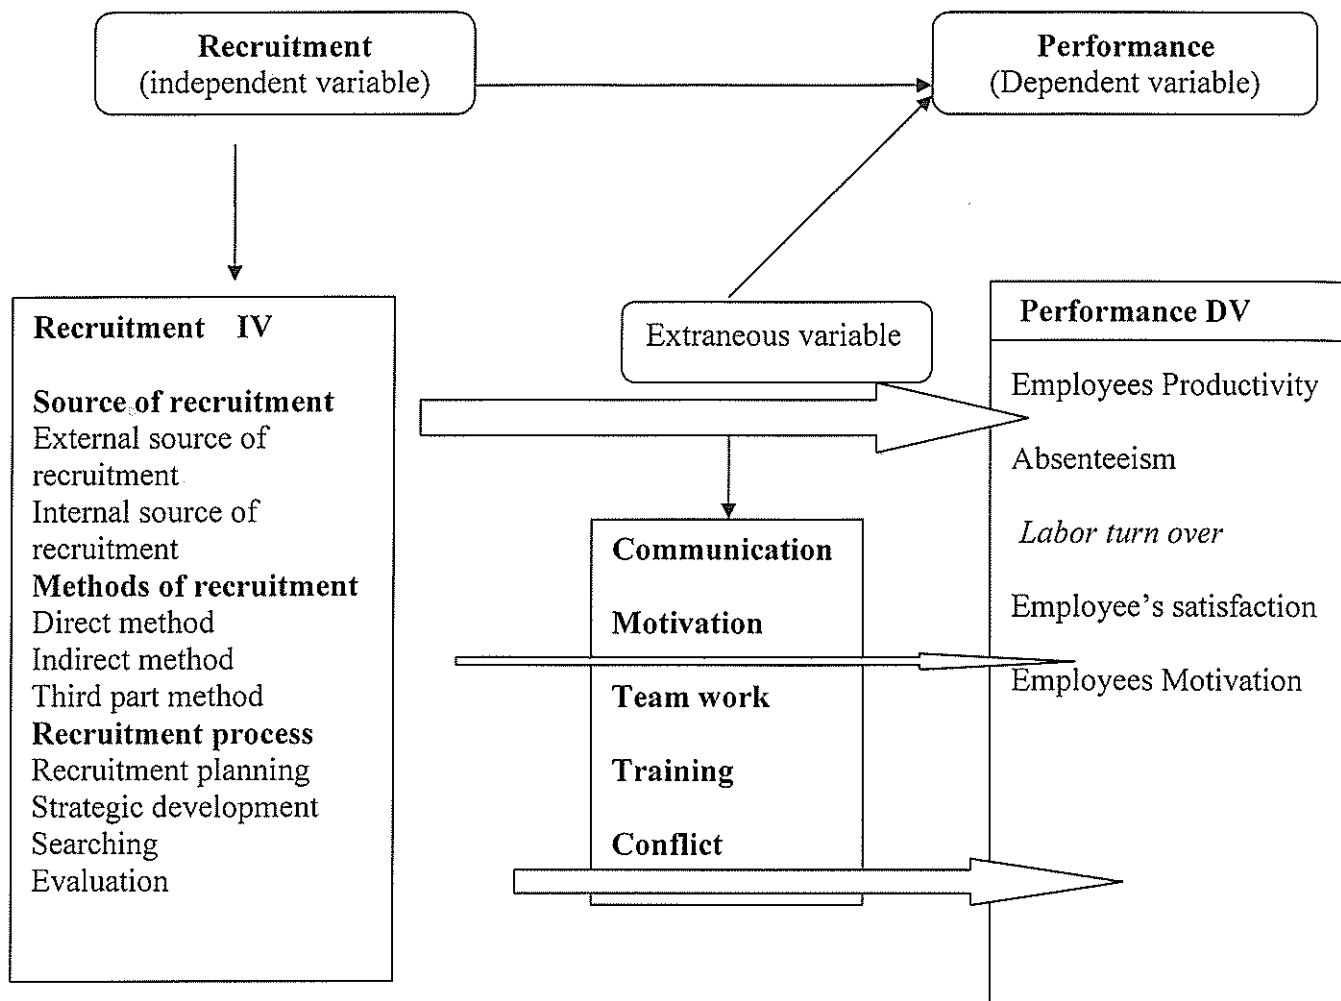 Recruitment
(independent variable)
Performance
(Dependent variable)
Recruitment IV
Source of recruitment
External source of
recruitment
Internal source of
recruitment
Methods of recruitment
Direct method
Indirect method
Third part method
Recruitment process
Recruitment planning
Strategic development
Searching
Evaluation
Extraneous variable
Communication
Motivation
Team work
Training
Conflict
Performance DV
Employees Productivity
Absenteeism
Labor turn over
Employee's satisfaction
Employees Motivation